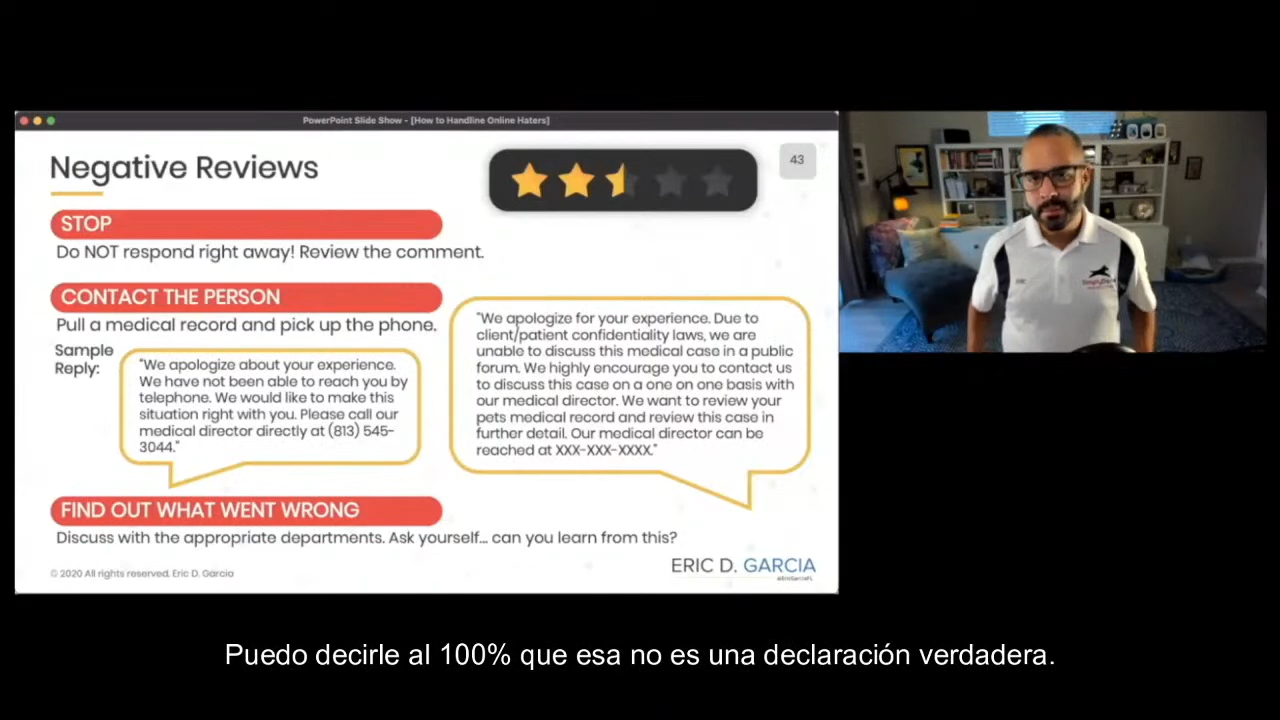 PowerPoint Slide Show - [How to Handline Online Haters]
Negative Reviews
43
STOP
Do NOT respond right away! Review the comment.
CONTACT THE PERSON
Pull a medical record and pick up the phone.
Sample
Reply:
"We apologize about your experience.
We have not been able to reach you by
telephone. We would like to make this
situation right with you. Please call our
medical director directly at (813) 545-
3044."
"We apologize for your experience. Due to
client/patient confidentiality laws, we are
unable to discuss this medical case in a public
forum. We highly encourage you to contact us
to discuss this case on a one on one basis with
our medical director. We want to review your
pets medical record and review this case in
further detail. Our medical director can be
reached at XXX-XXX-XXXX."
FIND OUT WHAT WENT WRONG
Discuss with the appropriate departments. Ask yourself... can you learn from this?
© 2020 All rights reserved. Eric D. Garcia
ERIC D. GARCIA
@EricGarciaFL
Puedo decirle al 100% que esa no es una declaración verdadera.